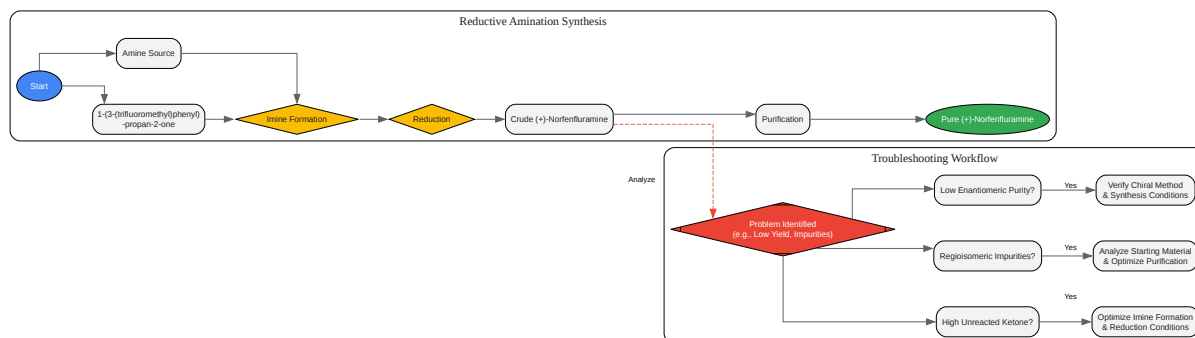 Reductive Amination Synthesis
Amine Source
Start
1-(3-(trifluoromethyl)phenyl)
-propan-2-one
Imine Formation
Reduction
Crude (+)-Norfenfluramine
Purification
Pure (+)-Norfenfluramine
Troubleshooting Workflow
Analyze
Problem Identified
(e.g., Low Yield, Impurities)
Low Enantiomeric Purity?
Yes
Verify Chiral Method
& Synthesis Conditions
Regioisomeric Impurities?
Yes
Analyze Starting Material
& Optimize Purification
High Unreacted Ketone?
Yes
Optimize Imine Formation
& Reduction Conditions